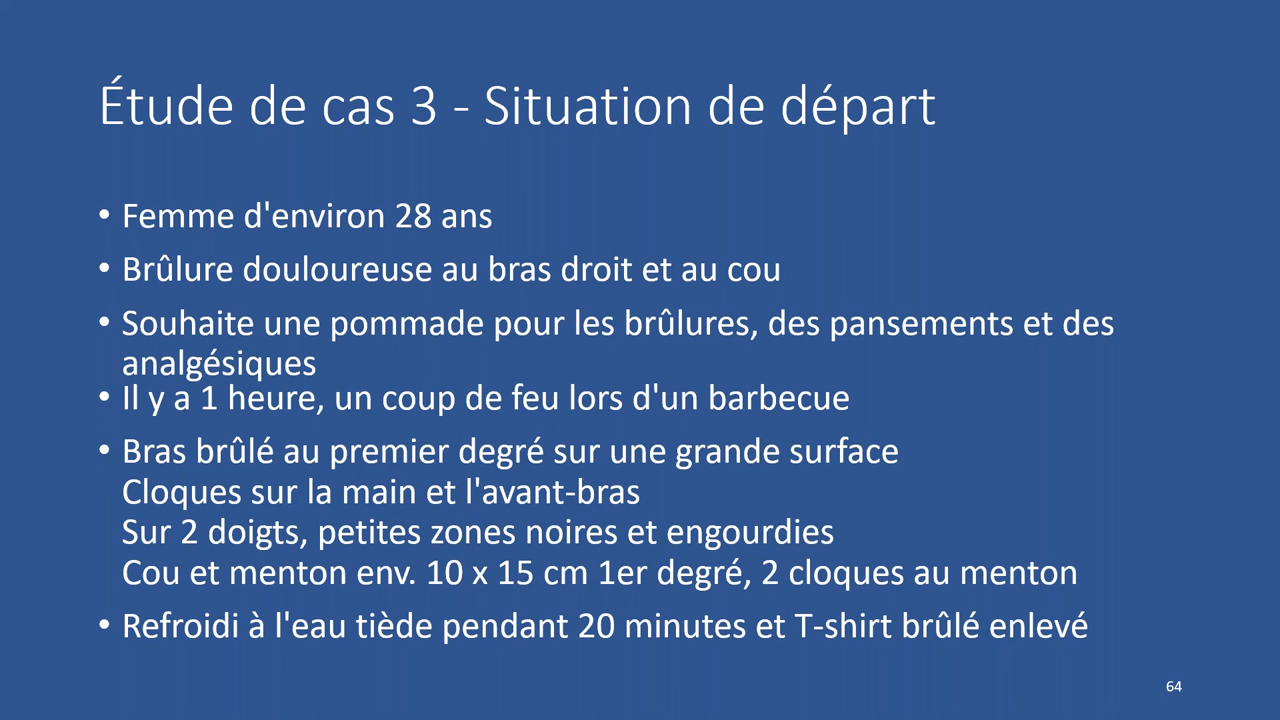 Étude de cas 3 - Situation de départ
• Femme d'environ 28 ans
• Brûlure douloureuse au bras droit et au cou
• Souhaite une pommade pour les brûlures, des pansements et des
analgésiques
• Il y a 1 heure, un coup de feu lors d'un barbecue
• Bras brûlé au premier degré sur une grande surface
Cloques sur la main et l'avant-bras
Sur 2 doigts, petites zones noires et engourdies
Cou et menton env. 10 x 15 cm 1er degré, 2 cloques au menton
• Refroidi à l'eau tiède pendant 20 minutes et T-shirt brûlé enlevé
64